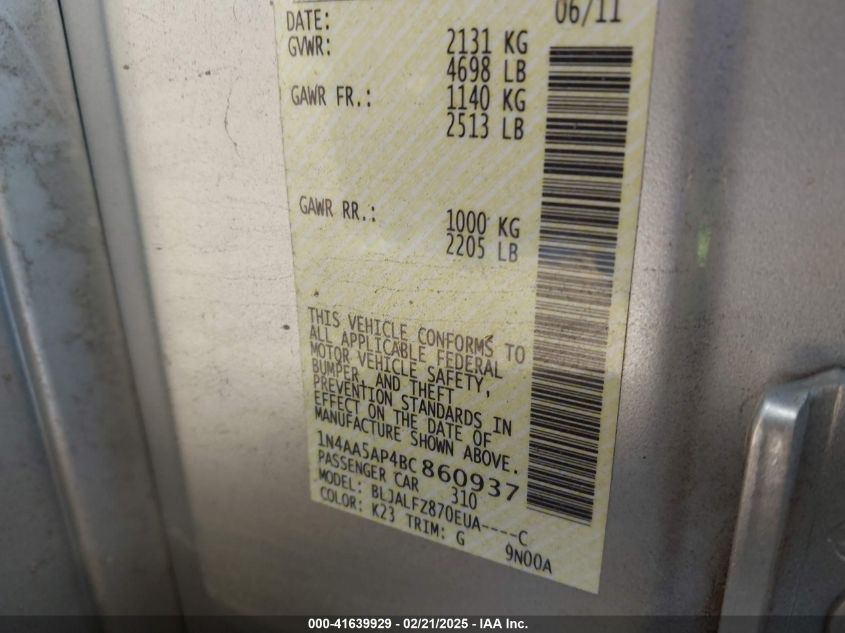 DATE: 06/11
GVWR: 2131 KG
4698 LB
GAWR FR.: 1140 KG
2513 LB
GAWR RR.: 1000 KG
2205 LB
THIS VEHICLE CONFORMS TO
ALL APPLICABLE FEDERAL
MOTOR VEHICLE SAFETY,
BUMPER, AND THEFT
PREVENTION STANDARDS IN
EFFECT ON THE DATE OF
MANUFACTURE SHOWN ABOVE.
1N4AA5AP4BC860937
PASSENGER CAR 310
MODEL: BLJALFZ870EUA----C
COLOR: K23 TRIM: G 9N00A
000-41639929 - 02/21/2025 - IAA Inc.